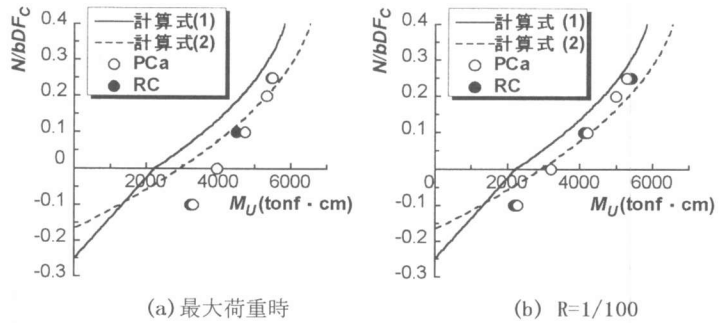 0.4
0.3
0.2
0.1
0
-0.1
-0.2
-0.3
N/bDFC
計算式(1)
計算式(2)
PCa
RC
2000 4000 6000
MU(tonf・cm)
(a)最大荷重時
0.4
0.3
0.2
0.1
0
-0.1
-0.2
-0.3
N/bDFC
計算式 (1)
計算式 (2)
PCa
RC
0 2000 4000 6000
MU(tonf・cm)
(b) R=1/100